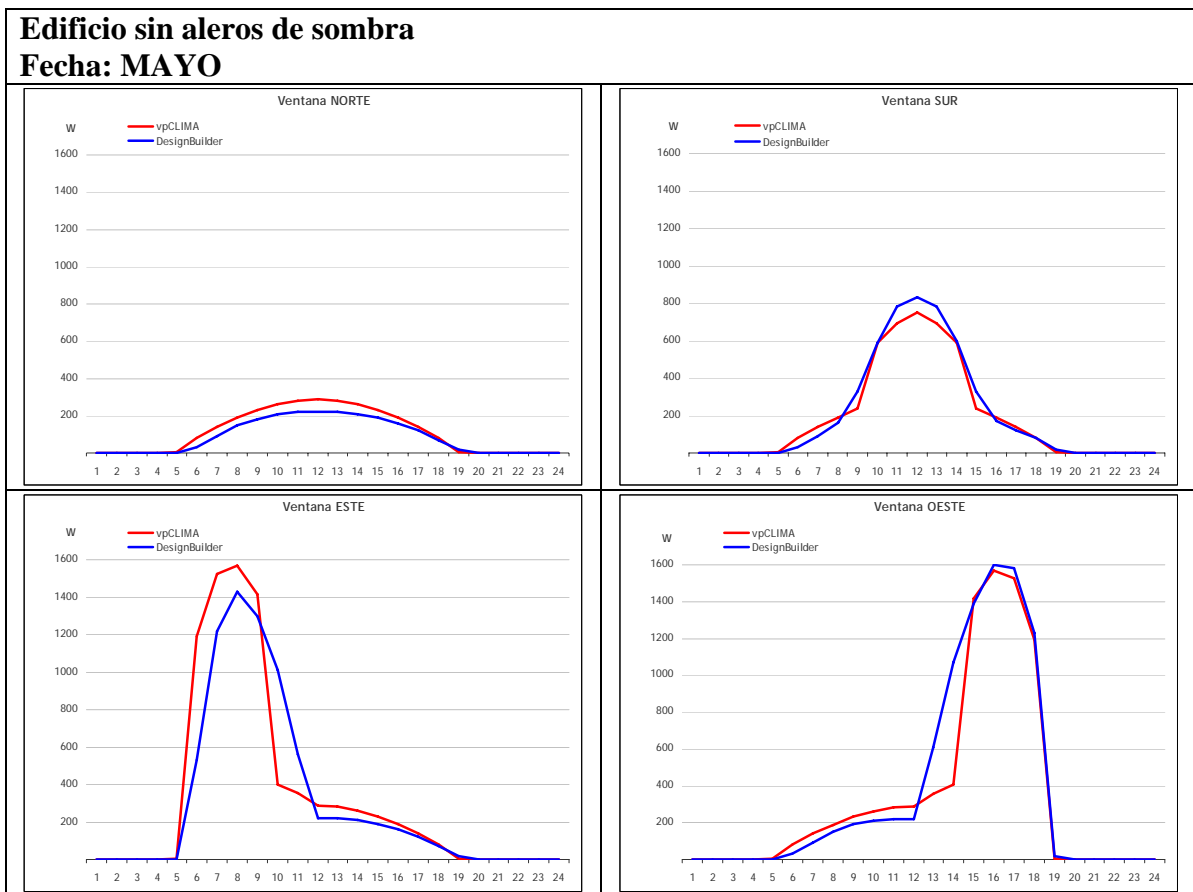 Edificio sin aleros de sombra
Fecha: MAYO
Ventana NORTE
W
vpCLIMA
DesignBuilder
1600
1400
1200
1000
800
600
400
200
1 2 3 4 5 6 7 8 9 10 11 12 13 14 15 16 17 18 19 20 21 22 23 24
Ventana SUR
W
vpCLIMA
DesignBuilder
1600
1400
1200
1000
800
600
400
200
1 2 3 4 5 6 7 8 9 10 11 12 13 14 15 16 17 18 19 20 21 22 23 24
Ventana ESTE
W
vpCLIMA
DesignBuilder
1600
1400
1200
1000
800
600
400
200
1 2 3 4 5 6 7 8 9 10 11 12 13 14 15 16 17 18 19 20 21 22 23 24
Ventana OESTE
W
vpCLIMA
DesignBuilder
1600
1400
1200
1000
800
600
400
200
1 2 3 4 5 6 7 8 9 10 11 12 13 14 15 16 17 18 19 20 21 22 23 24